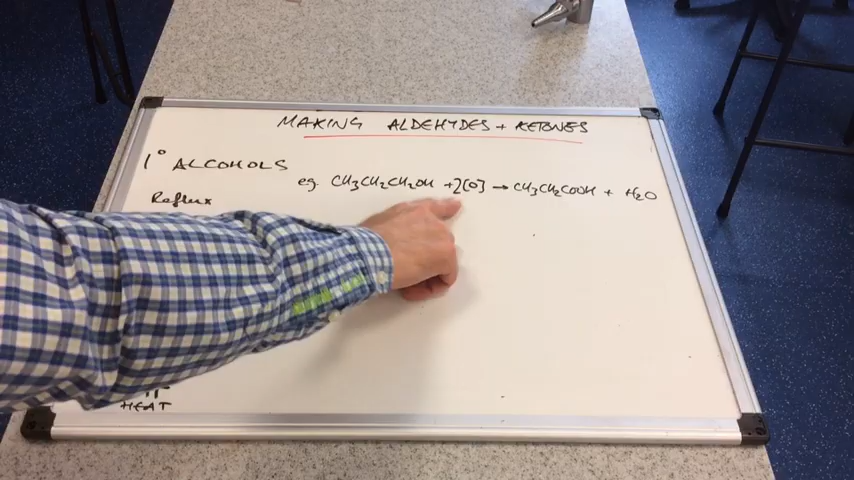 MAKING ALDEHYDES + KETONES
1° ALCOHOLS
eg. CH₃CH₂CH₂OH +2[O] → CH₃CH₂COOH + H₂O
Reflux
HEAT